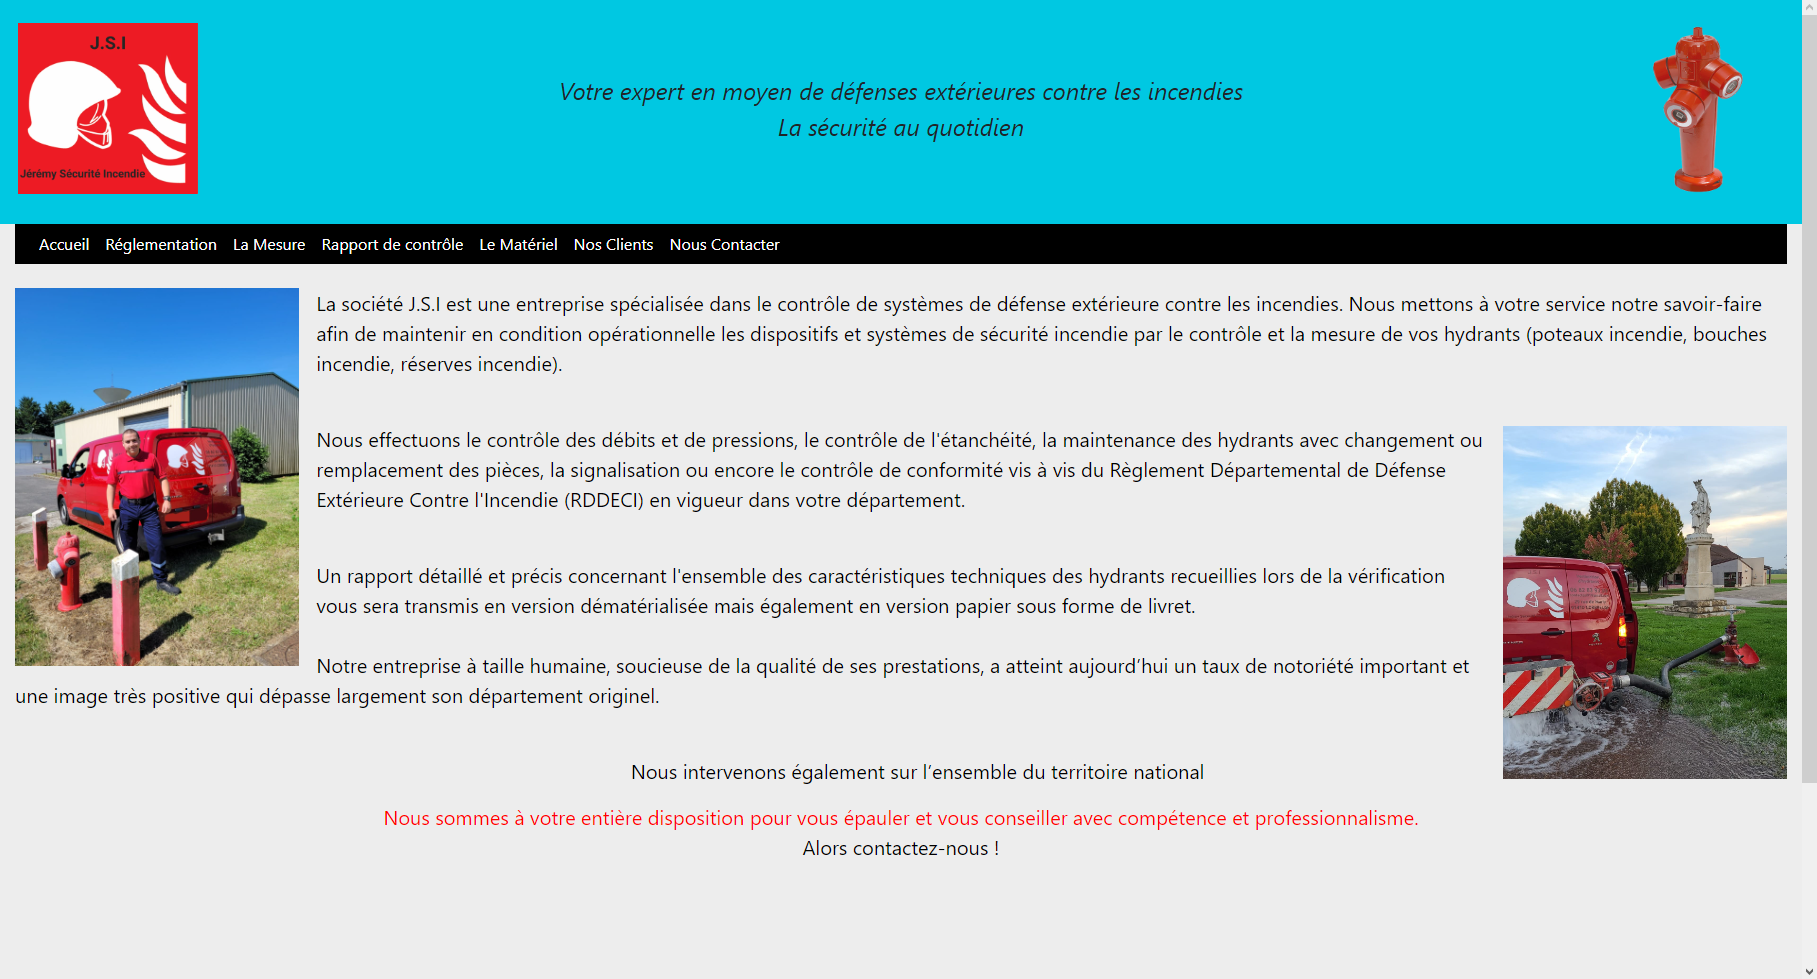 J.S.I
Jérémy Sécurité Incendie
Votre expert en moyen de défenses extérieures contre les incendies
La sécurité au quotidien
Accueil Réglementation La Mesure Rapport de contrôle Le Matériel Nos Clients Nous Contacter
La société J.S.I est une entreprise spécialisée dans le contrôle de systèmes de défense extérieure contre les incendies. Nous mettons à votre service notre savoir-faire
afin de maintenir en condition opérationnelle les dispositifs et systèmes de sécurité incendie par le contrôle et la mesure de vos hydrants (poteaux incendie, bouches
incendie, réserves incendie).
Nous effectuons le contrôle des débits et de pressions, le contrôle de l'étanchéité, la maintenance des hydrants avec changement ou
remplacement des pièces, la signalisation ou encore le contrôle de conformité vis à vis du Règlement Départemental de Défense
Extérieure Contre l'Incendie (RDDECI) en vigueur dans votre département.
Un rapport détaillé et précis concernant l'ensemble des caractéristiques techniques des hydrants recueillies lors de la vérification
vous sera transmis en version dématérialisée mais également en version papier sous forme de livret.
Notre entreprise à taille humaine, soucieuse de la qualité de ses prestations, a atteint aujourd’hui un taux de notoriété important et
une image très positive qui dépasse largement son département originel.
Nous intervenons également sur l’ensemble du territoire national
Nous sommes à votre entière disposition pour vous épauler et vous conseiller avec compétence et professionnalisme.
Alors contactez-nous !